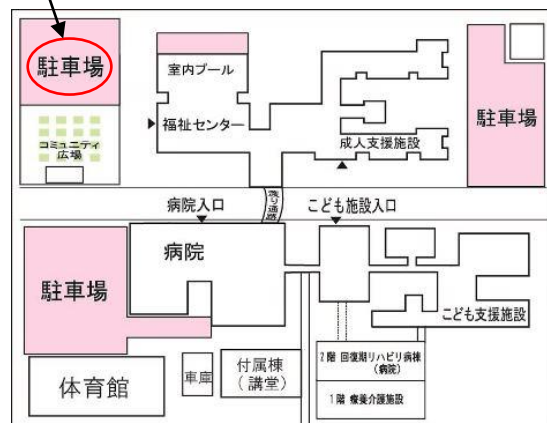 駐車場
室内プール
福祉センター
コミュニティ
広場
成人支援施設
駐車場
病院入口
渡り通路
こども施設入口
病院
駐車場
こども支援施設
体育館
車庫
付属棟
（講堂）
2階 回復期リハビリ病棟
（病院）
1階 療養介護施設